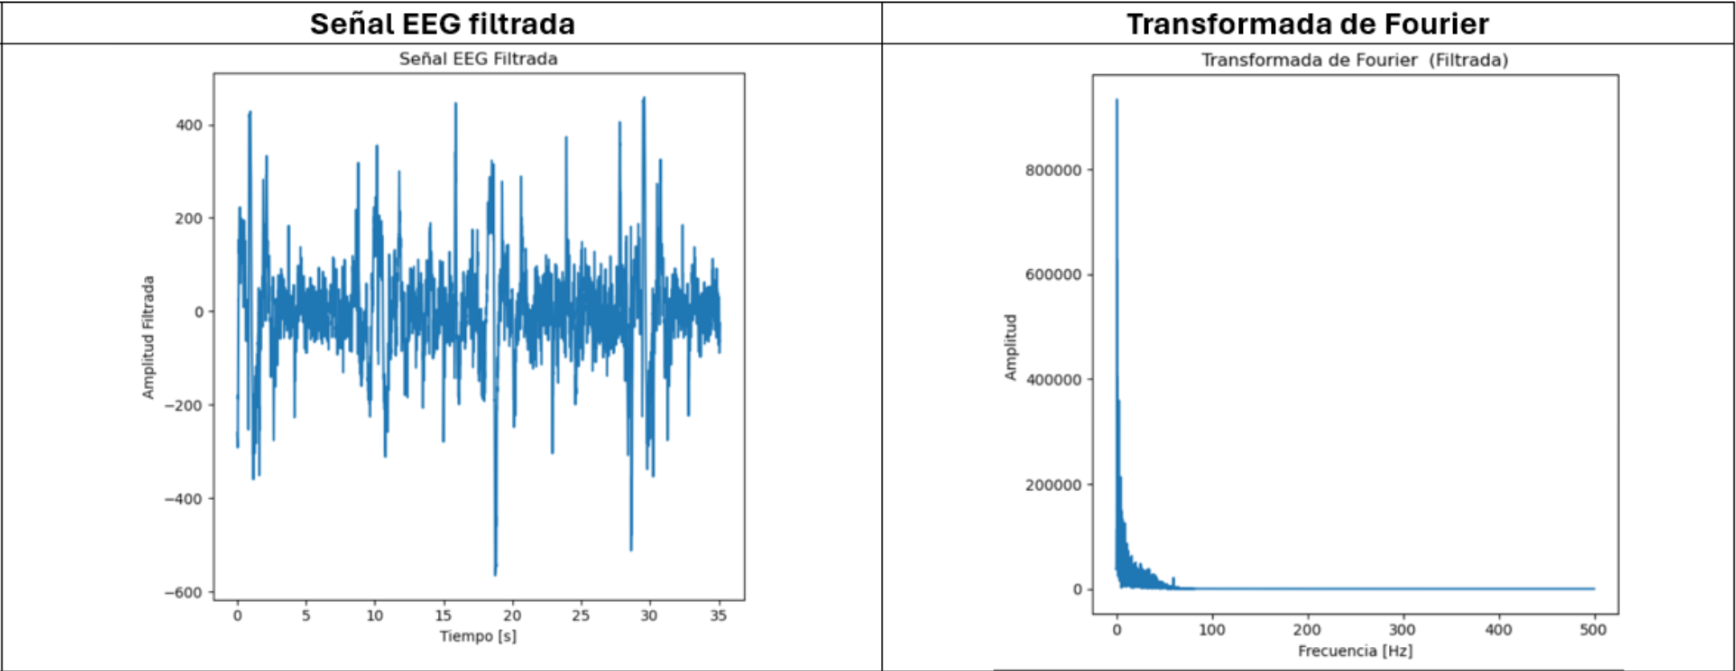 Señal EEG filtrada
Transformada de Fourier
Señal EEG Filtrada
400
200
0
−200
−400
−600
Amplitud Filtrada
0 5 10 15 20 25 30 35
Tiempo [s]
Transformada de Fourier (Filtrada)
800000
600000
400000
200000
0
Amplitud
0 100 200 300 400 500
Frecuencia [Hz]